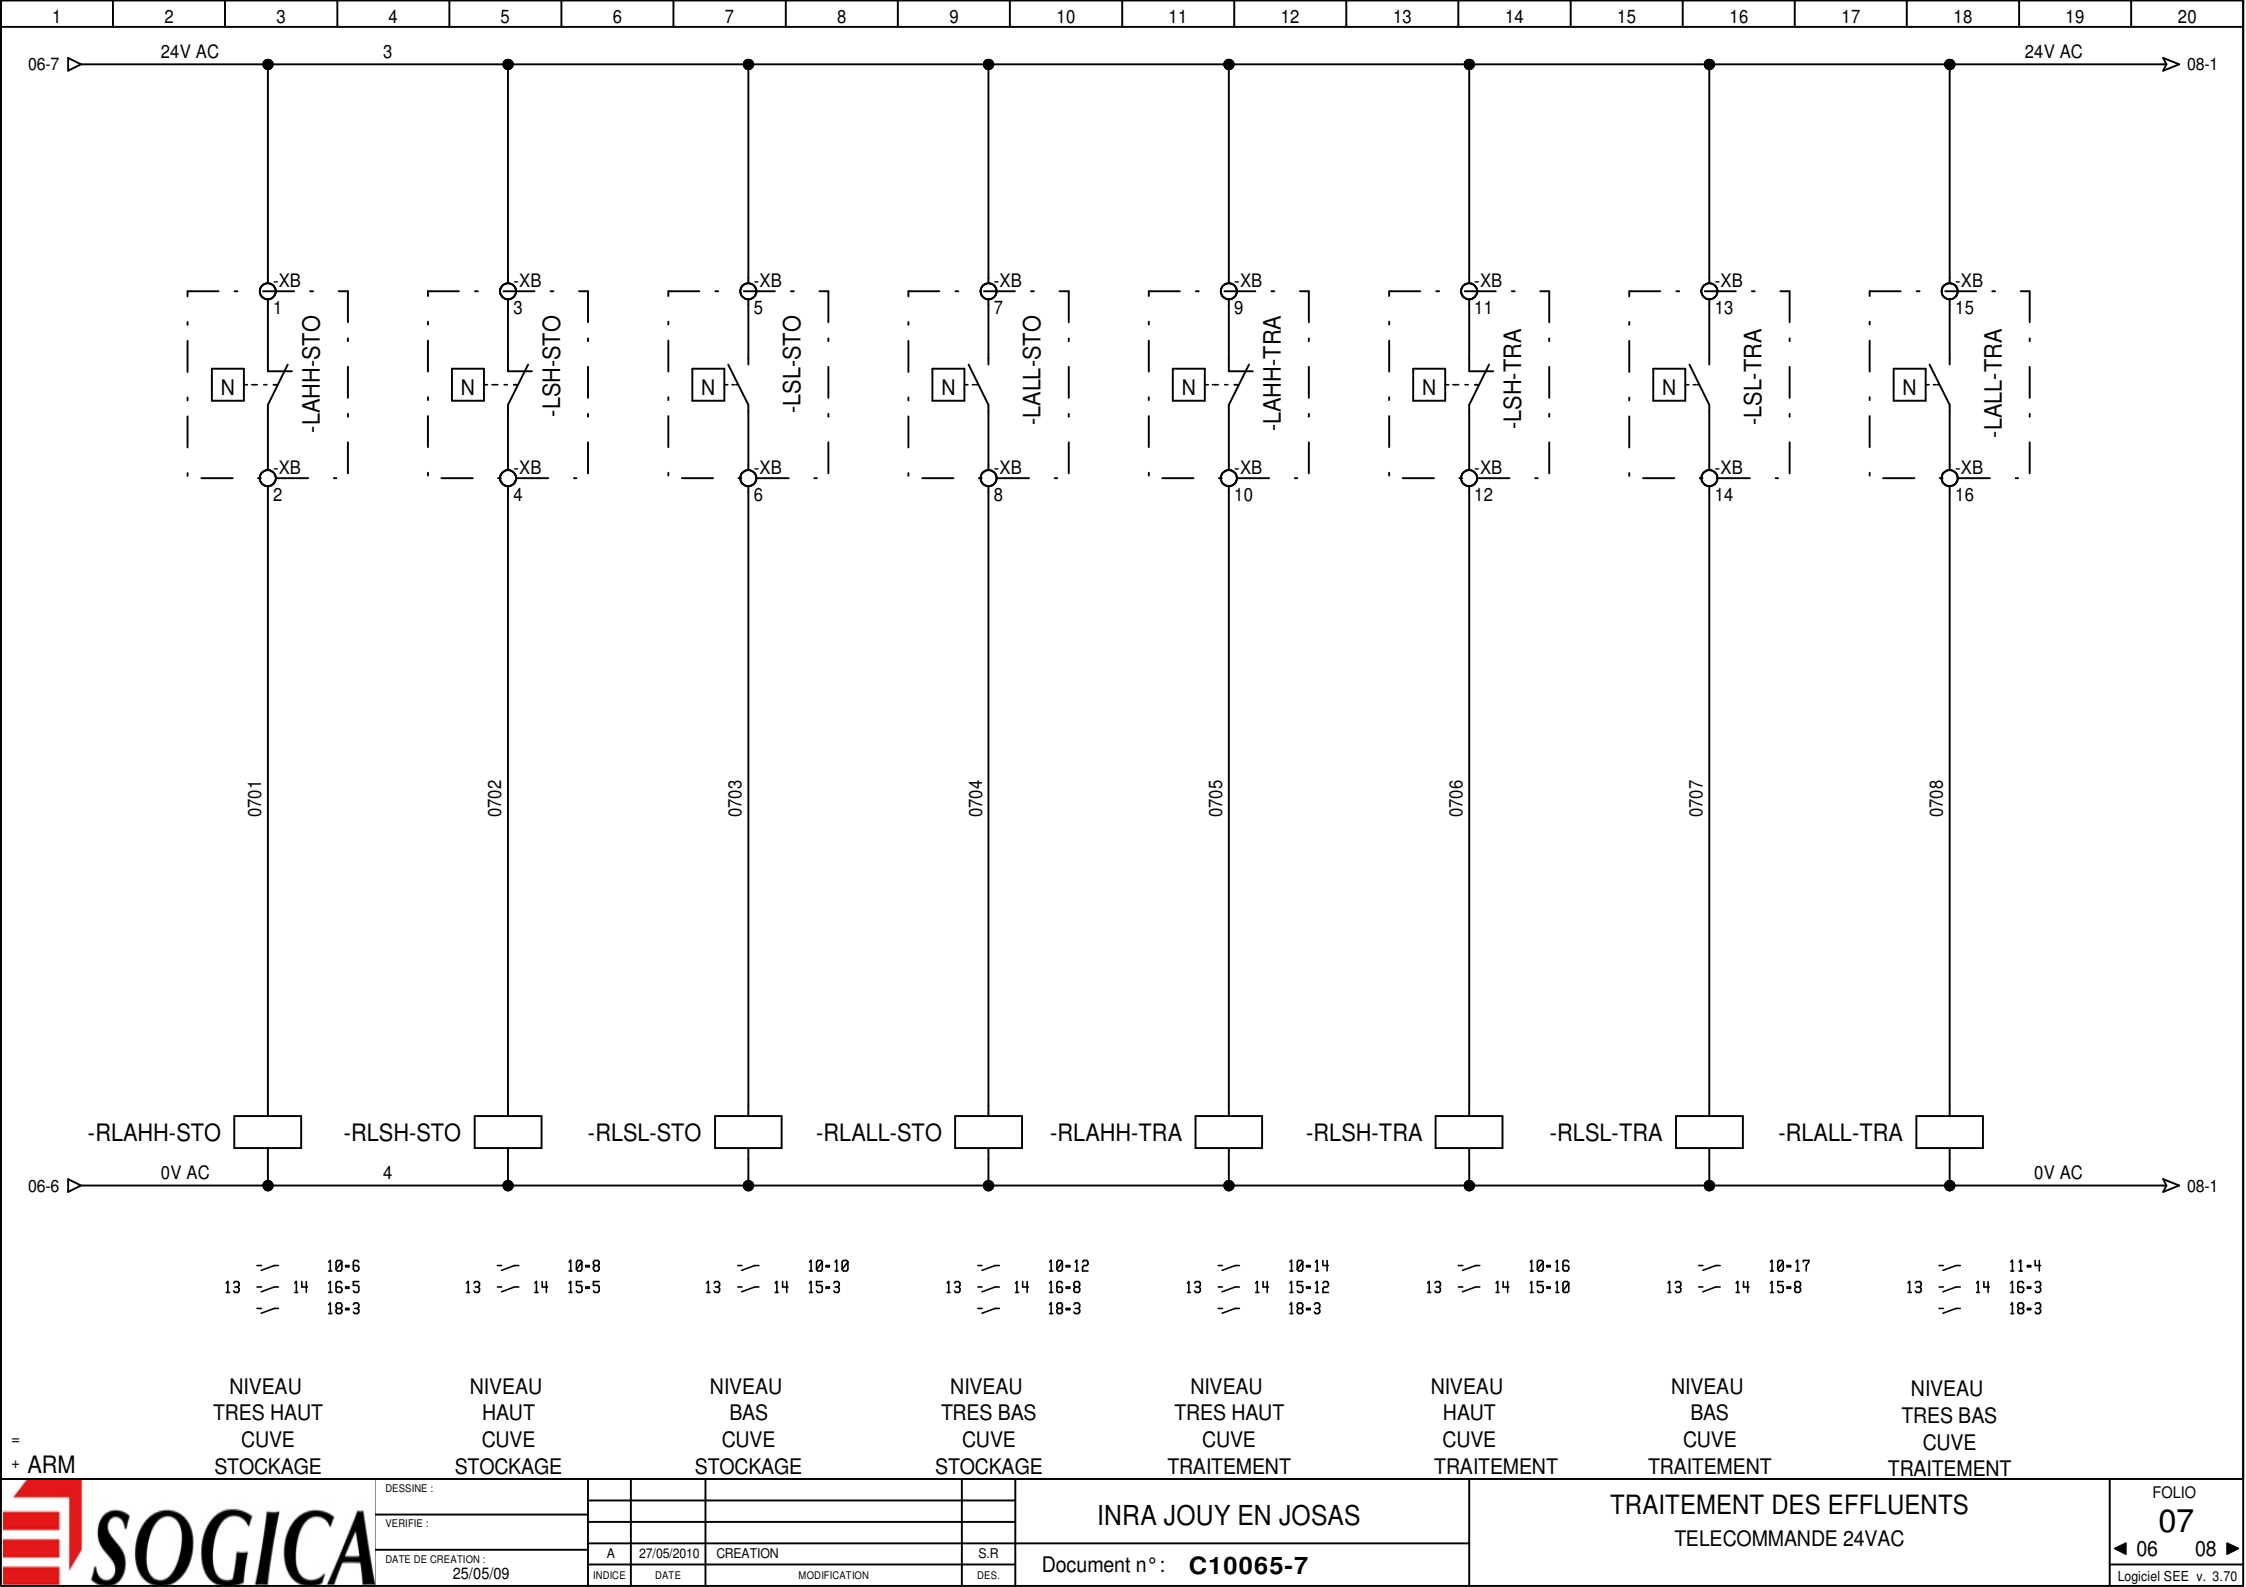 1 2 3 4 5 6 7 8 9 10 11 12 13 14 15 16 17 18 19 20
24V AC 3 24V AC
06-7 08-1
-XB -XB -XB -XB -XB -XB -XB -XB
1 3 5 7 9 11 13 15
-LAHH-STO -LSH-STO -LSL-STO -LALL-STO -LAHH-TRA -LSH-TRA -LSL-TRA -LALL-TRA
N N N N N N N N
-XB -XB -XB -XB -XB -XB -XB -XB
2 4 6 8 10 12 14 16
0701 0702 0703 0704 0705 0706 0707 0708
-RLAHH-STO -RLSH-STO -RLSL-STO -RLALL-STO -RLAHH-TRA -RLSH-TRA -RLSL-TRA -RLALL-TRA
0V AC 4 0V AC
06-6 08-1
10-6 10-8 10-10 10-12 10-14 10-16 10-17 11-4
13 14 16-5 13 14 15-5 13 14 15-3 13 14 16-8 13 14 15-12 13 14 15-10 13 14 15-8 13 14 16-3
18-3 18-3 18-3 18-3
NIVEAU
TRES HAUT
CUVE
STOCKAGE
NIVEAU
HAUT
CUVE
STOCKAGE
NIVEAU
BAS
CUVE
STOCKAGE
NIVEAU
TRES BAS
CUVE
STOCKAGE
NIVEAU
TRES HAUT
CUVE
TRAITEMENT
NIVEAU
HAUT
CUVE
TRAITEMENT
NIVEAU
BAS
CUVE
TRAITEMENT
NIVEAU
TRES BAS
CUVE
TRAITEMENT
=
+ ARM
SOGICA
DESSINE :
VERIFIE :
DATE DE CREATION :
25/05/09
A 27/05/2010 CREATION S.R
INDICE DATE MODIFICATION DES.
INRA JOUY EN JOSAS
Document n° : C10065-7
TRAITEMENT DES EFFLUENTS
TELECOMMANDE 24VAC
FOLIO
07
06 08
Logiciel SEE v. 3.70